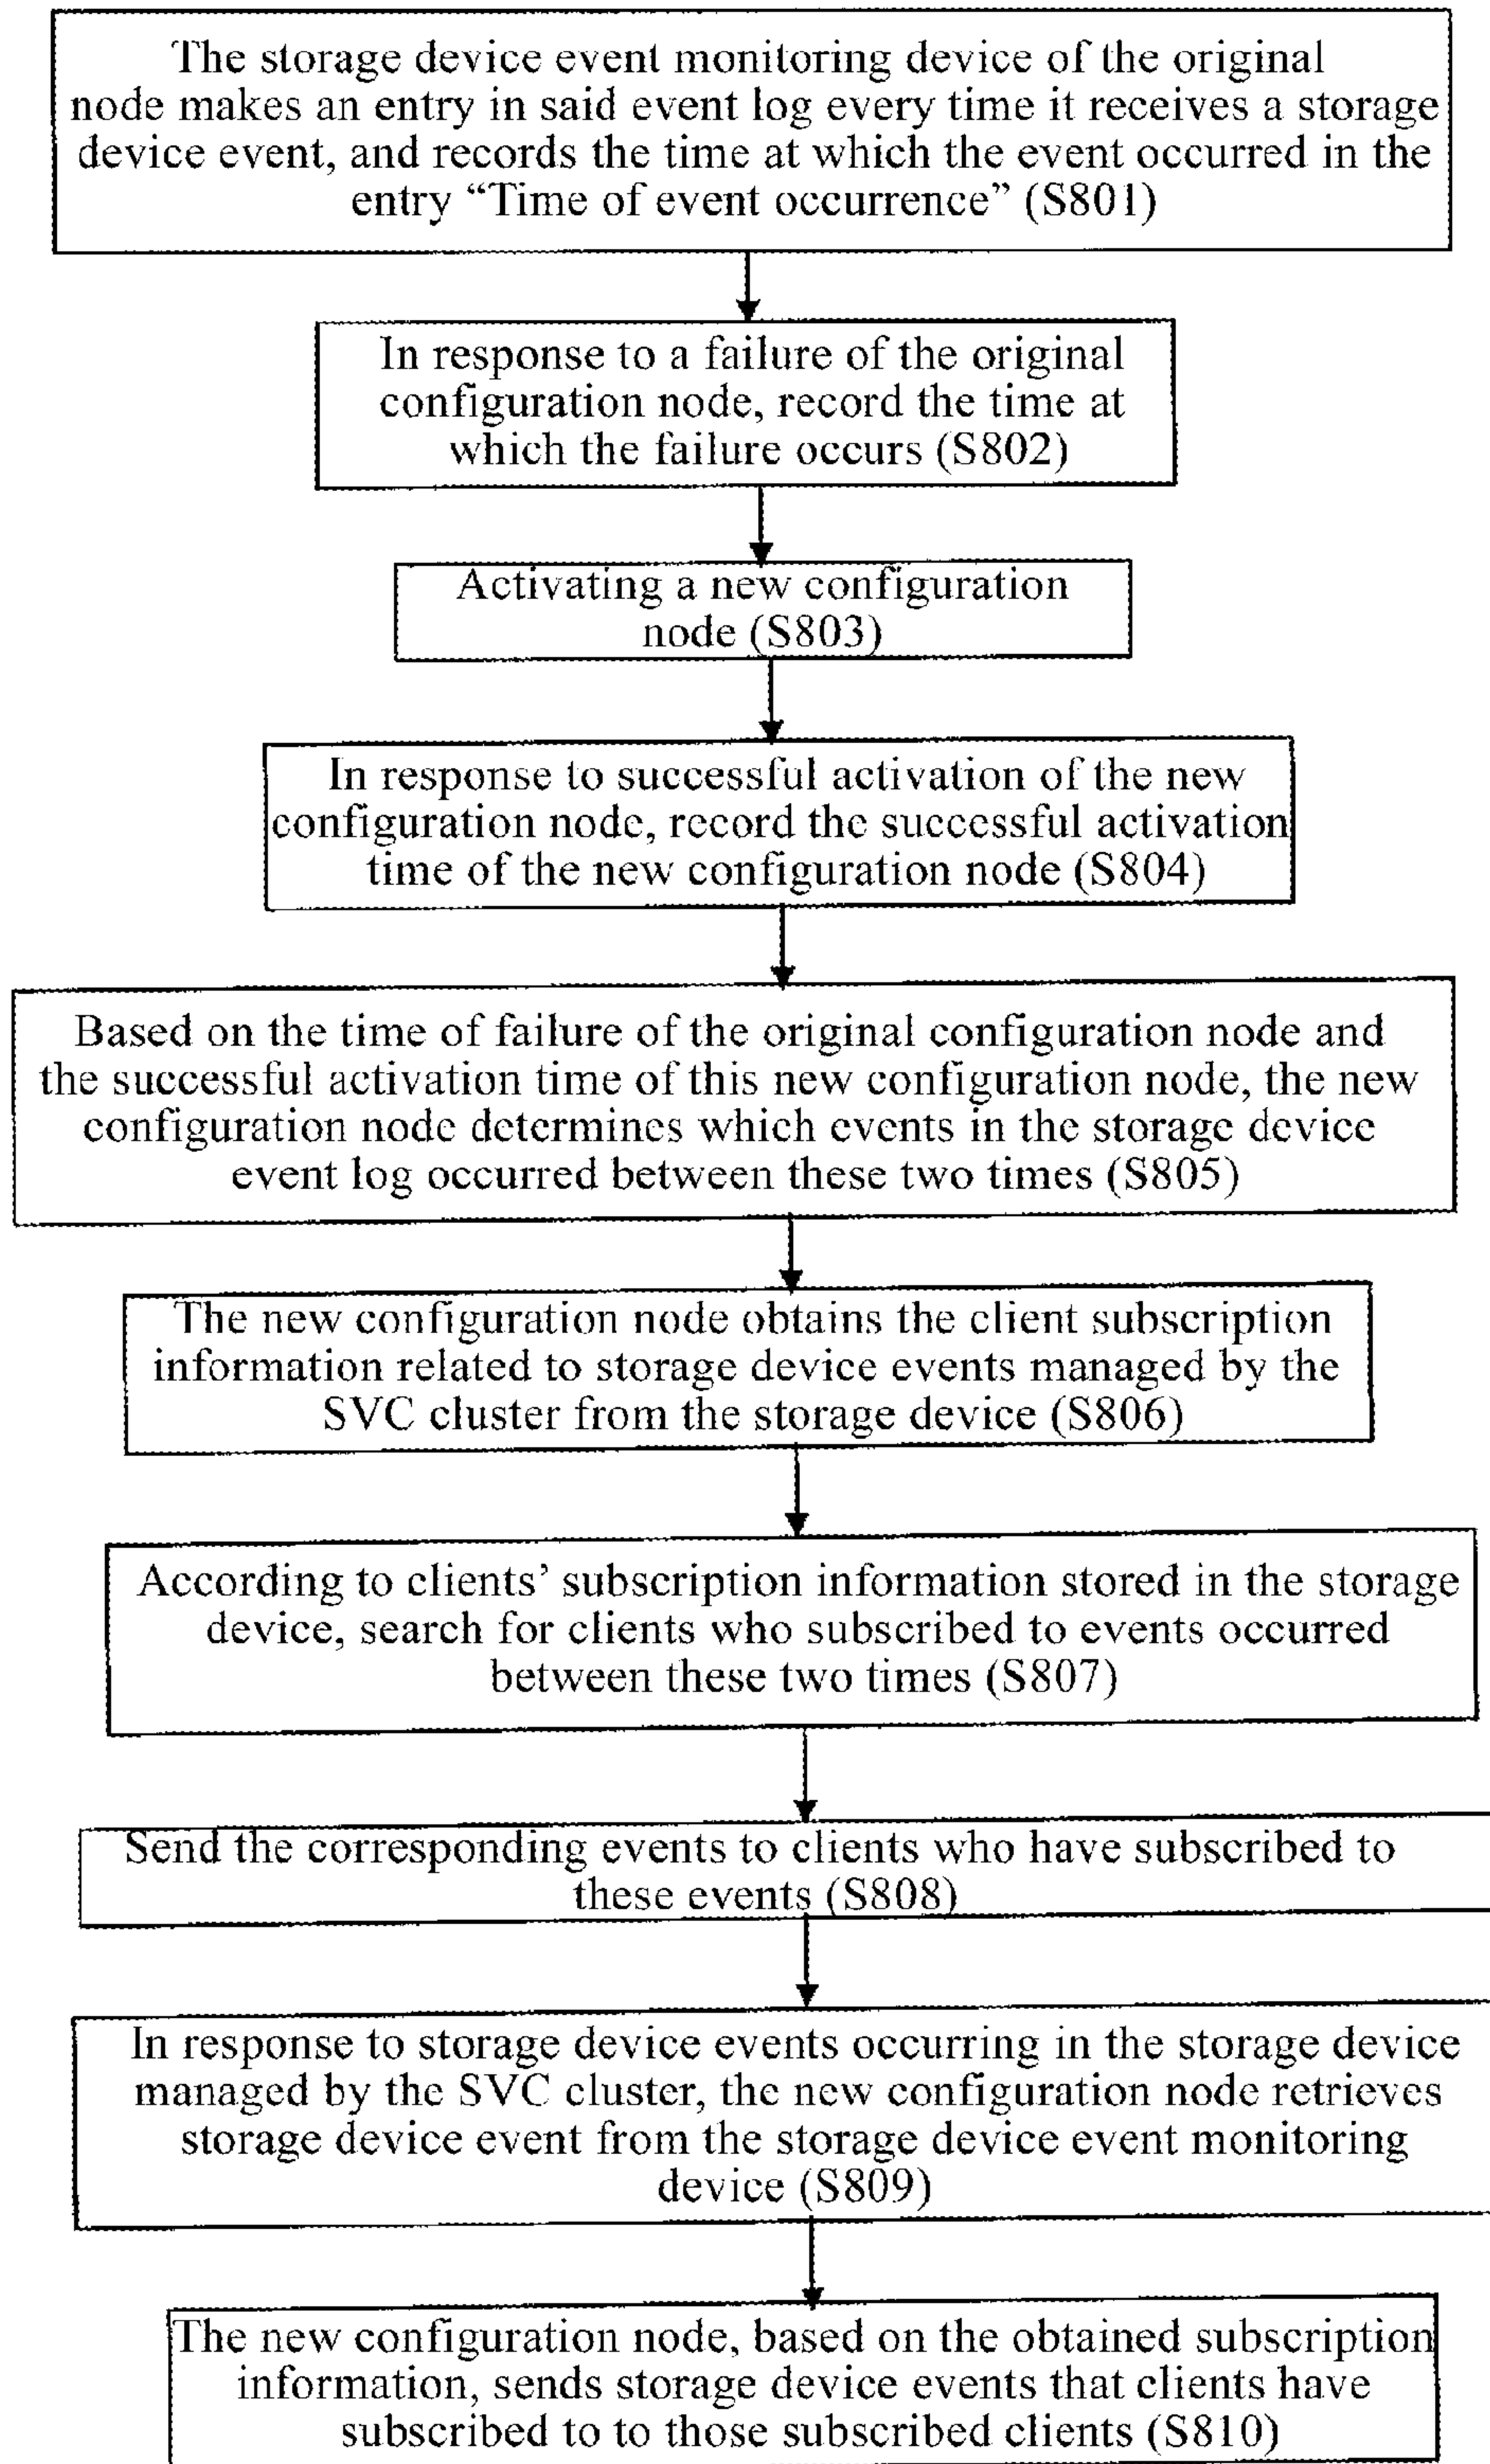 The storage device event monitoring device of the original
node makes an entry in said event log every time it receives a storage
device event, and records the time at which the event occurred in the
entry “Time of event occurrence” (S801)
In response to a failure of the original
configuration node, record the time at
which the failure occurs (S802)
Activating a new configuration
node (S803)
In response to successful activation of the new
configuration node, record the successful activation
time of the new configuration node (S804)
Based on the time of failure of the original configuration node and
the successful activation time of this new configuration node, the new
configuration node determines which events in the storage device
event log occurred between these two times (S805)
The new configuration node obtains the client subscription
information related to storage device events managed by the
SVC cluster from the storage device (S806)
According to clients’ subscription information stored in the storage
device, search for clients who subscribed to events occurred
between these two times (S807)
Send the corresponding events to clients who have subscribed to
these events (S808)
In response to storage device events occurring in the storage device
managed by the SVC cluster, the new configuration node retrieves
storage device event from the storage device event monitoring
device (S809)
The new configuration node, based on the obtained subscription
information, sends storage device events that clients have
subscribed to to those subscribed clients (S810)